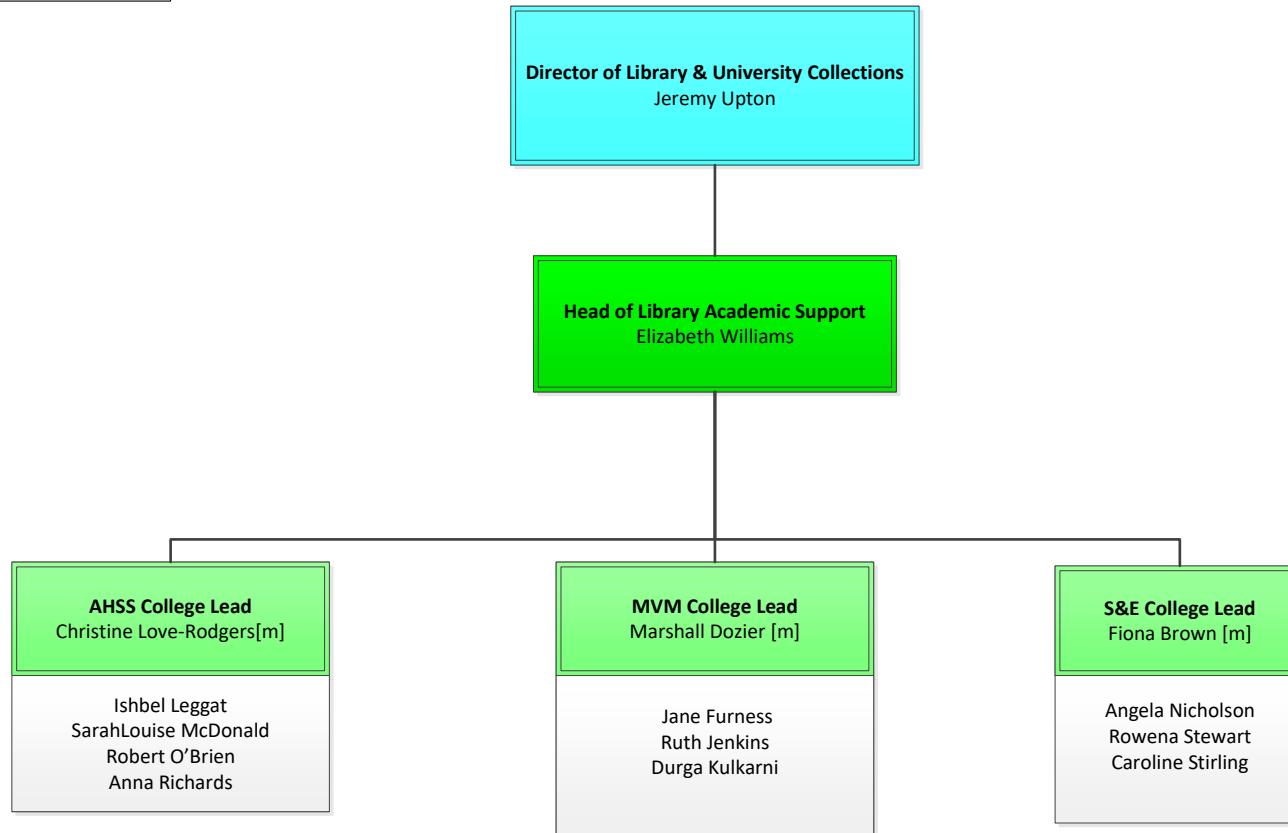 Director of Library & University Collections
Jeremy Upton
Head of Library Academic Support
Elizabeth Williams
AHSS College Lead
Christine Love-Rodgers[m]
Ishbel Leggat
SarahLouise McDonald
Robert O’Brien
Anna Richards
MVM College Lead
Marshall Dozier [m]
Jane Furness
Ruth Jenkins
Durga Kulkarni
S&E College Lead
Fiona Brown [m]
Angela Nicholson
Rowena Stewart
Caroline Stirling